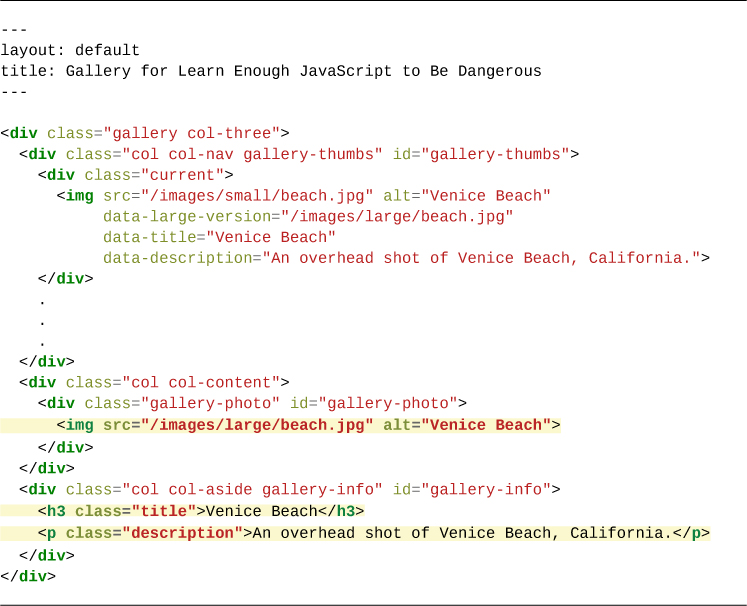 ---
layout: default
title: Gallery for Learn Enough JavaScript to Be Dangerous
---
<div class="gallery col-three">
  <div class="col col-nav gallery-thumbs" id="gallery-thumbs">
    <div class="current">
      <img src="/images/small/beach.jpg" alt="Venice Beach"
           data-large-version="/images/large/beach.jpg"
           data-title="Venice Beach"
           data-description="An overhead shot of Venice Beach, California.">
    </div>
    .
    .
    .
  </div>
  <div class="col col-content">
    <div class="gallery-photo" id="gallery-photo">
      <img src="/images/large/beach.jpg" alt="Venice Beach">
    </div>
  </div>
  <div class="col col-aside gallery-info" id="gallery-info">
    <h3 class="title">Venice Beach</h3>
    <p class="description">An overhead shot of Venice Beach, California.</p>
  </div>
</div>